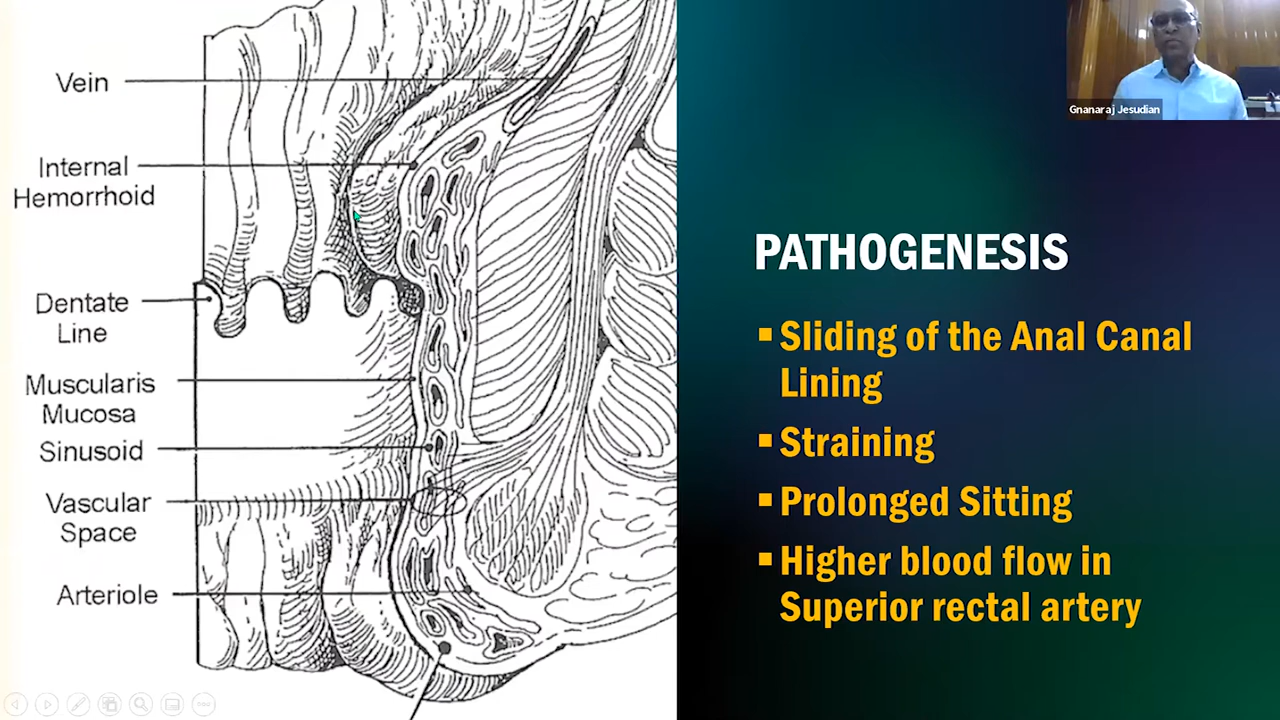 Vein
Internal
Hemorrhoid
Dentate
Line
Muscularis
Mucosa
Sinusoid
Vascular
Space
Arteriole
Gnanaraj Jesudian
PATHOGENESIS
▪ Sliding of the Anal Canal
Lining
▪ Straining
▪ Prolonged Sitting
▪ Higher blood flow in
Superior rectal artery